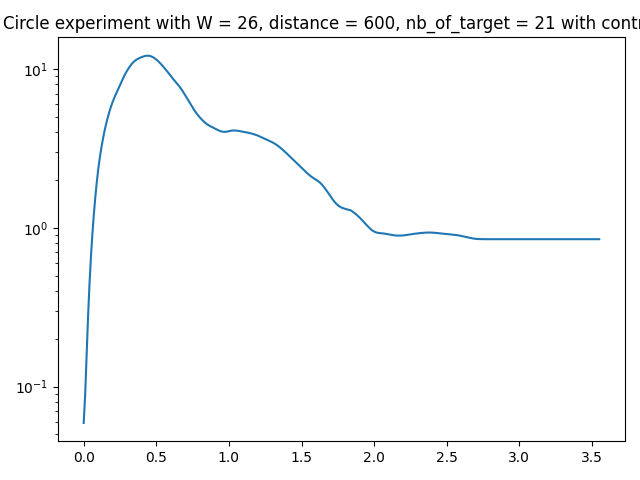 Circle experiment with W = 26, distance = 600, nb_of_target = 21 with
10¹
10⁰
10⁻¹
0.0 0.5 1.0 1.5 2.0 2.5 3.0 3.5